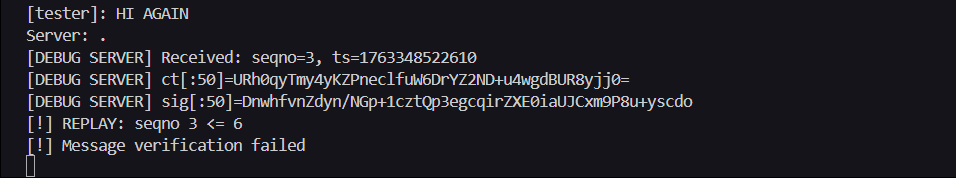 [tester]: HI AGAIN
Server: .
[DEBUG SERVER] Received: seqno=3, ts=1763348522610
[DEBUG SERVER] ct[:50]=URh0qyTmy4yKZPneclfuW6DrYZ2ND+u4wgdBUR8yjj0=
[DEBUG SERVER] sig[:50]=DnwhfvnZdyn/NGp+1cztQp3egcqirZXE0iaUJCxm9P8u+yscdo
[!] REPLAY: seqno 3 <= 6
[!] Message verification failed